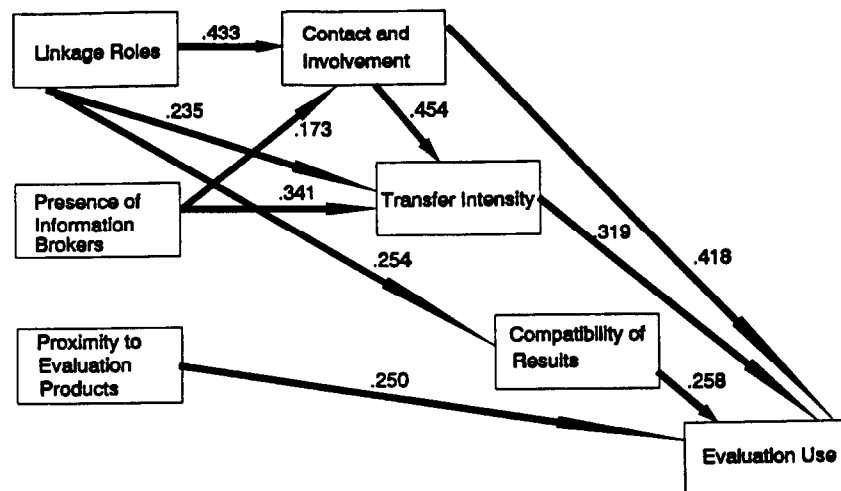 Linkage Roles
.433
Contact and
Involvement
.235
.173
.454
Presence of
Information
Brokers
.341
Transfer Intensity
.319
.418
.254
Proximity to
Evaluation
Products
.250
Compatibility of
Results
.258
Evaluation Use